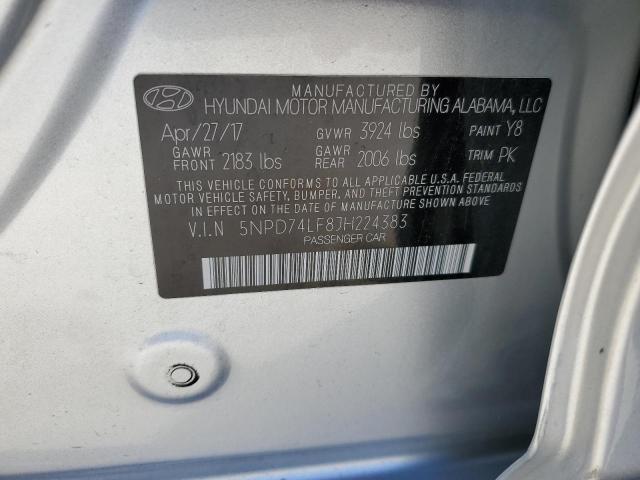 MANUFACTURED BY
HYUNDAI MOTOR MANUFACTURING ALABAMA, LLC
Apr/27/17 GVWR 3924 lbs PAINT Y8
GAWR FRONT 2183 lbs GAWR REAR 2006 lbs TRIM PK
THIS VEHICLE CONFORMS TO ALL APPLICABLE U.S.A. FEDERAL
MOTOR VEHICLE SAFETY, BUMPER, AND THEFT PREVENTION STANDARDS
IN EFFECT ON THE DATE OF MANUFACTURE SHOWN ABOVE.
V.I.N 5NPD74LF8JH224383
PASSENGER CAR